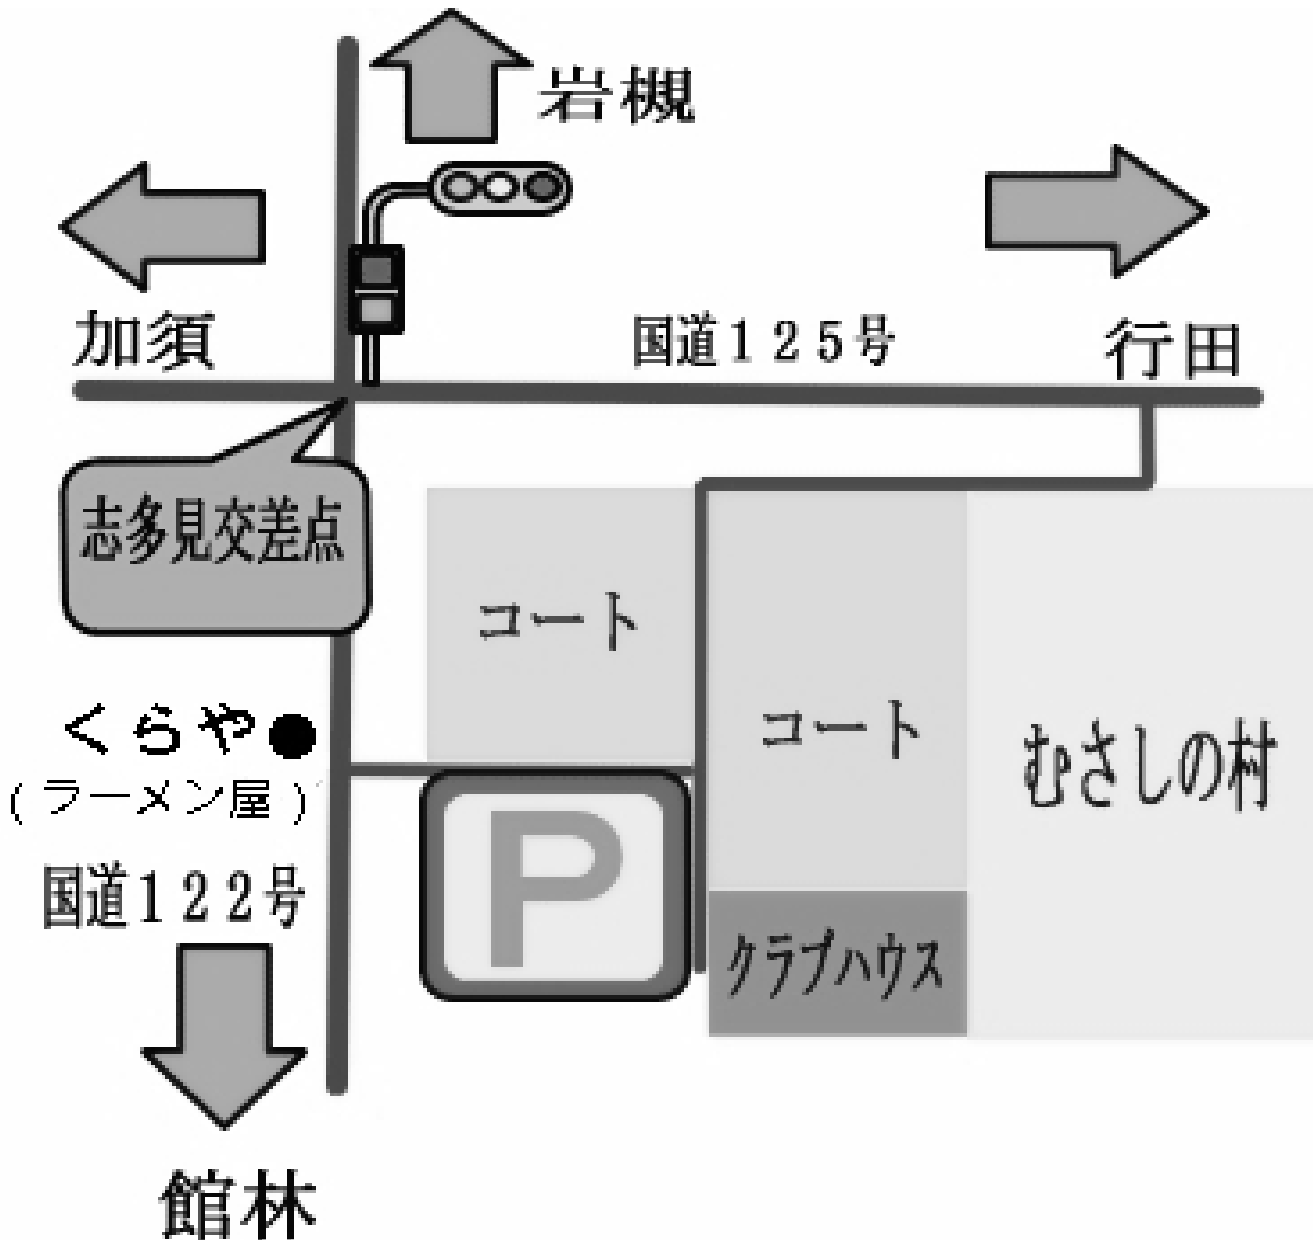 岩槻
加須
国道１２５号
行田
志多見交差点
コート
コート
くらや●
(ラーメン屋)
むさしの村
国道１２２号
P
クラブハウス
館林